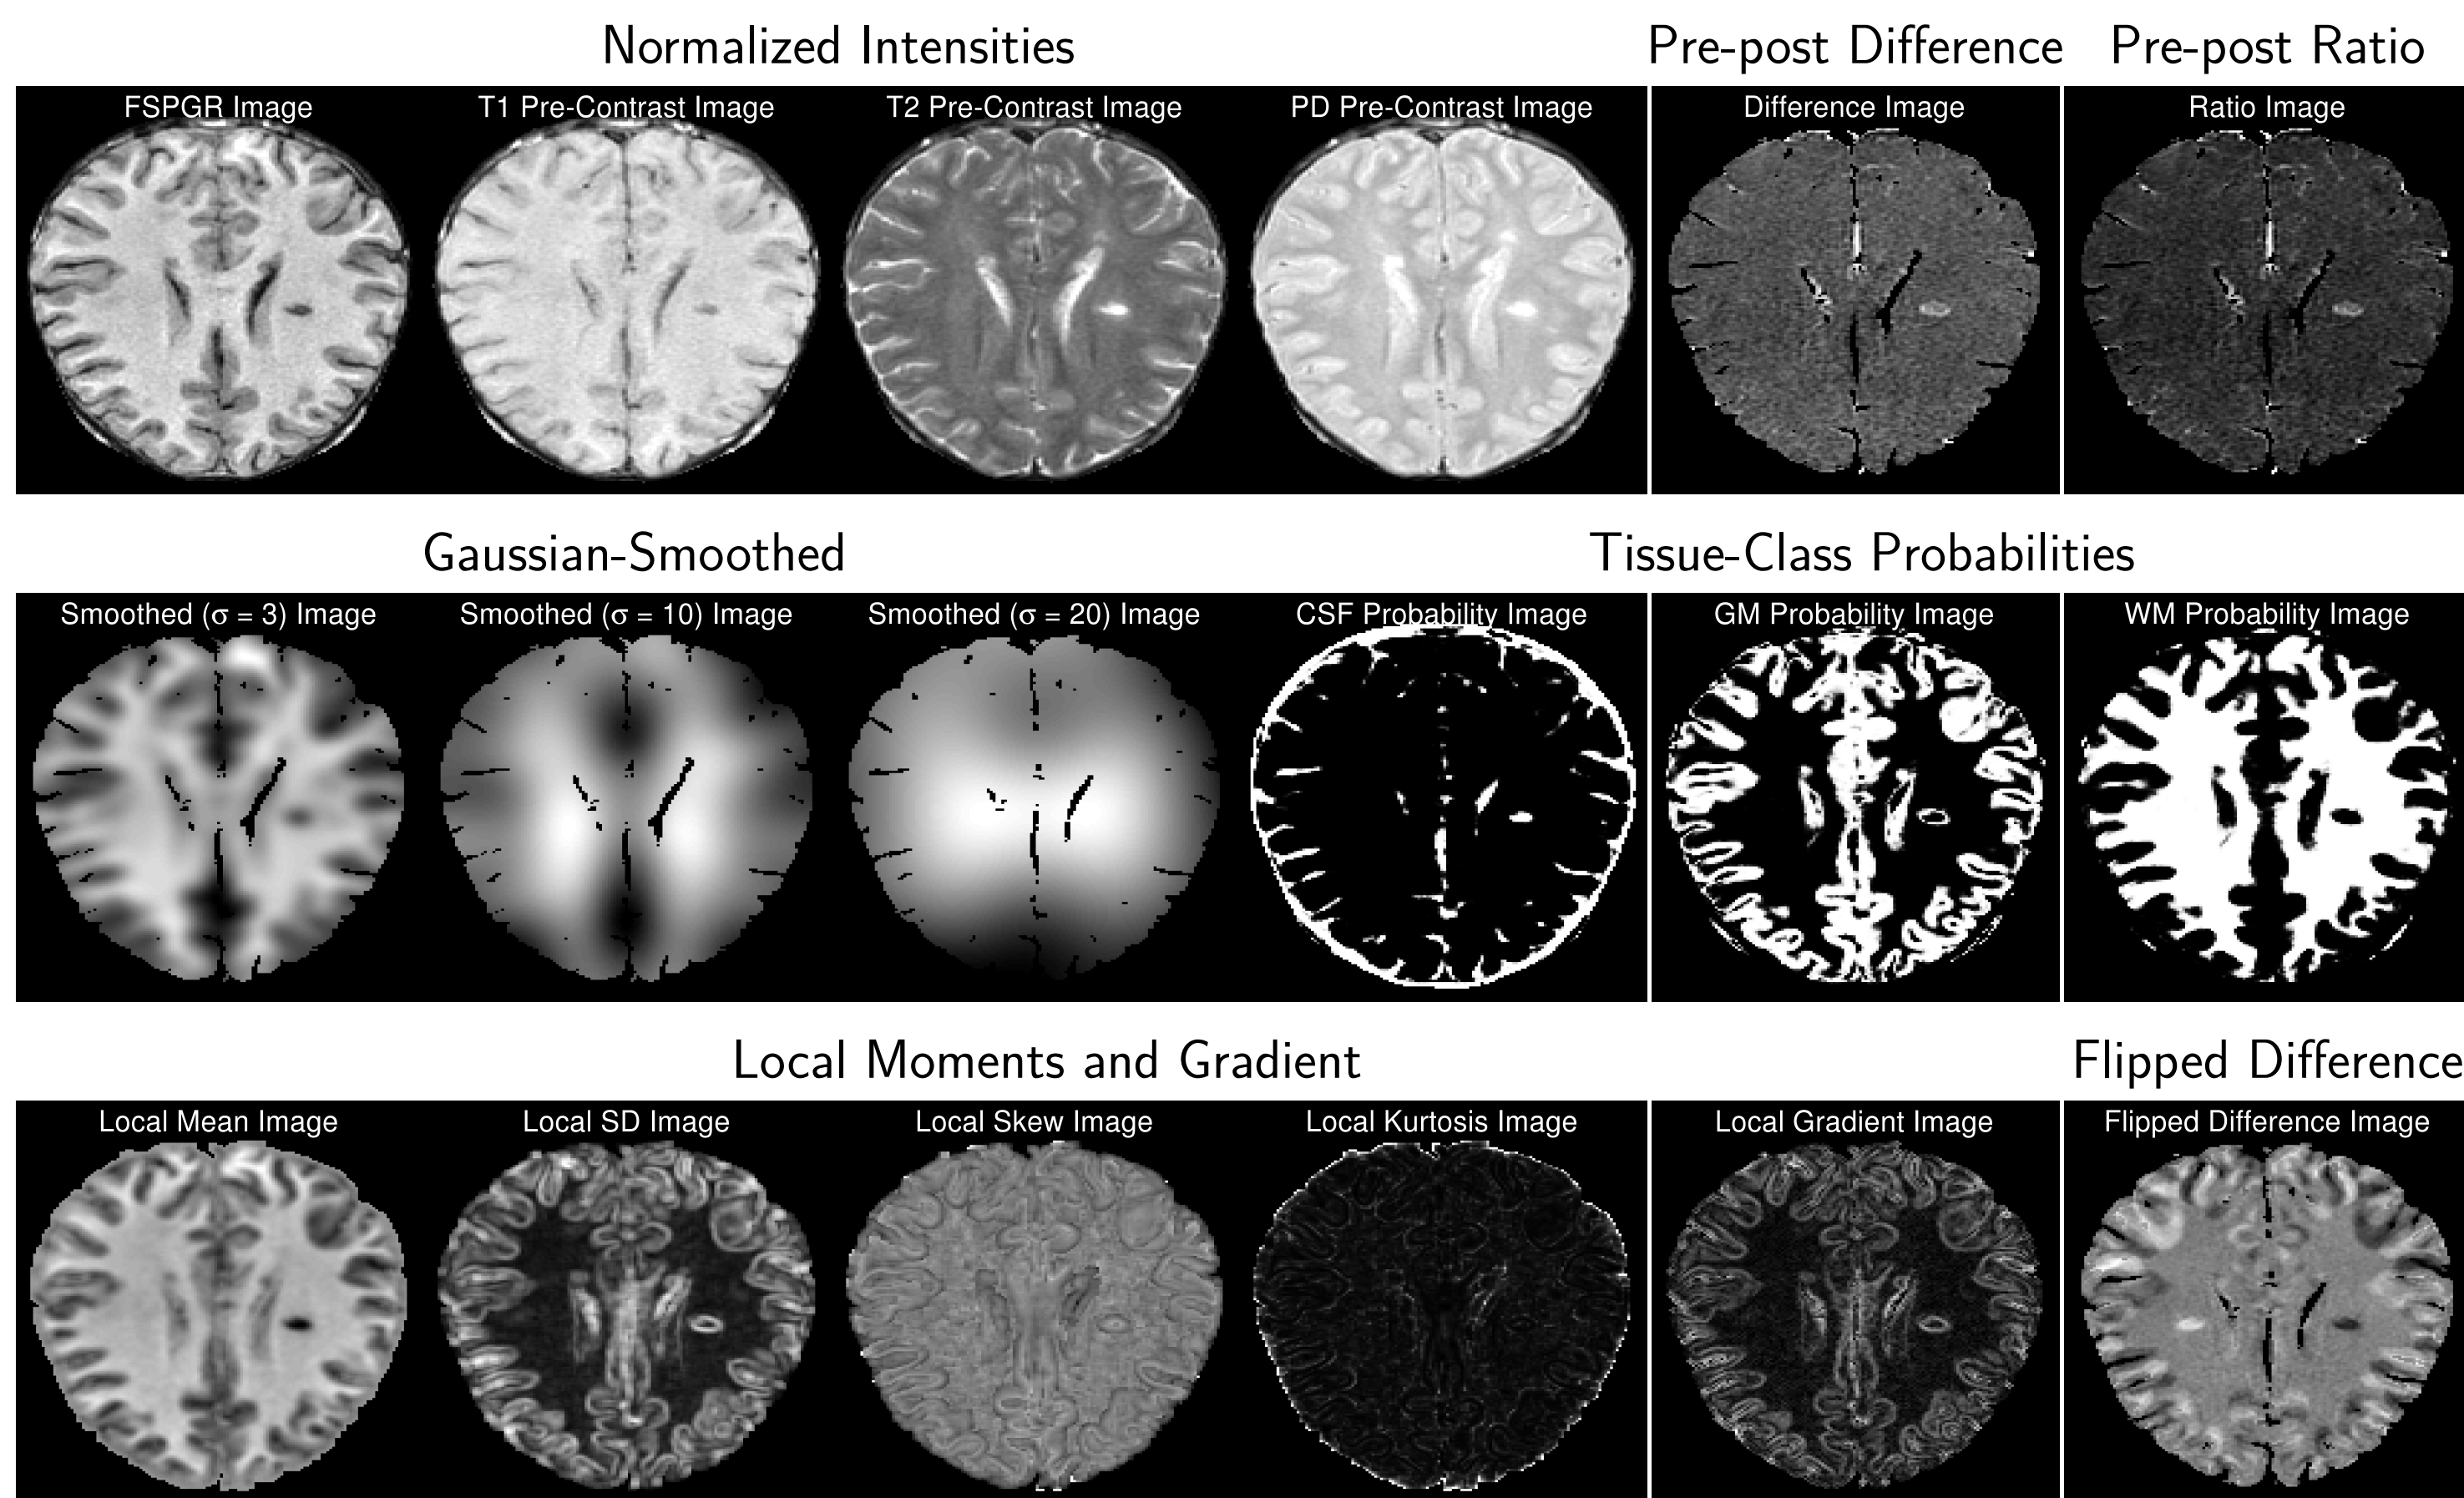 Normalized Intensities
Pre-post Difference
Pre-post Ratio
FSPGR Image
T1 Pre-Contrast Image
T2 Pre-Contrast Image
PD Pre-Contrast Image
Difference Image
Ratio Image
Gaussian-Smoothed
Tissue-Class Probabilities
Smoothed (σ = 3) Image
Smoothed (σ = 10) Image
Smoothed (σ = 20) Image
CSF Probability Image
GM Probability Image
WM Probability Image
Local Moments and Gradient
Flipped Difference
Local Mean Image
Local SD Image
Local Skew Image
Local Kurtosis Image
Local Gradient Image
Flipped Difference Image